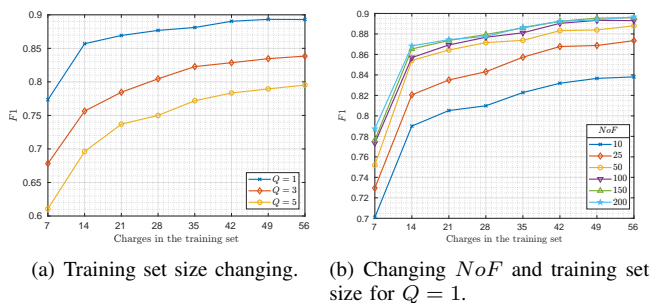 0.9
0.85
0.8
0.75
0.7
0.65
0.6
F1
7 14 21 28 35 42 49 56
Charges in the training set
Q = 1
Q = 3
Q = 5
(a) Training set size changing.
0.9
0.88
0.86
0.84
0.82
0.8
0.78
0.76
0.74
0.72
0.7
F1
7 14 21 28 35 42 49 56
Charges in the training set
NoF
10
25
50
100
150
200
(b) Changing NoF and training set
size for Q = 1.